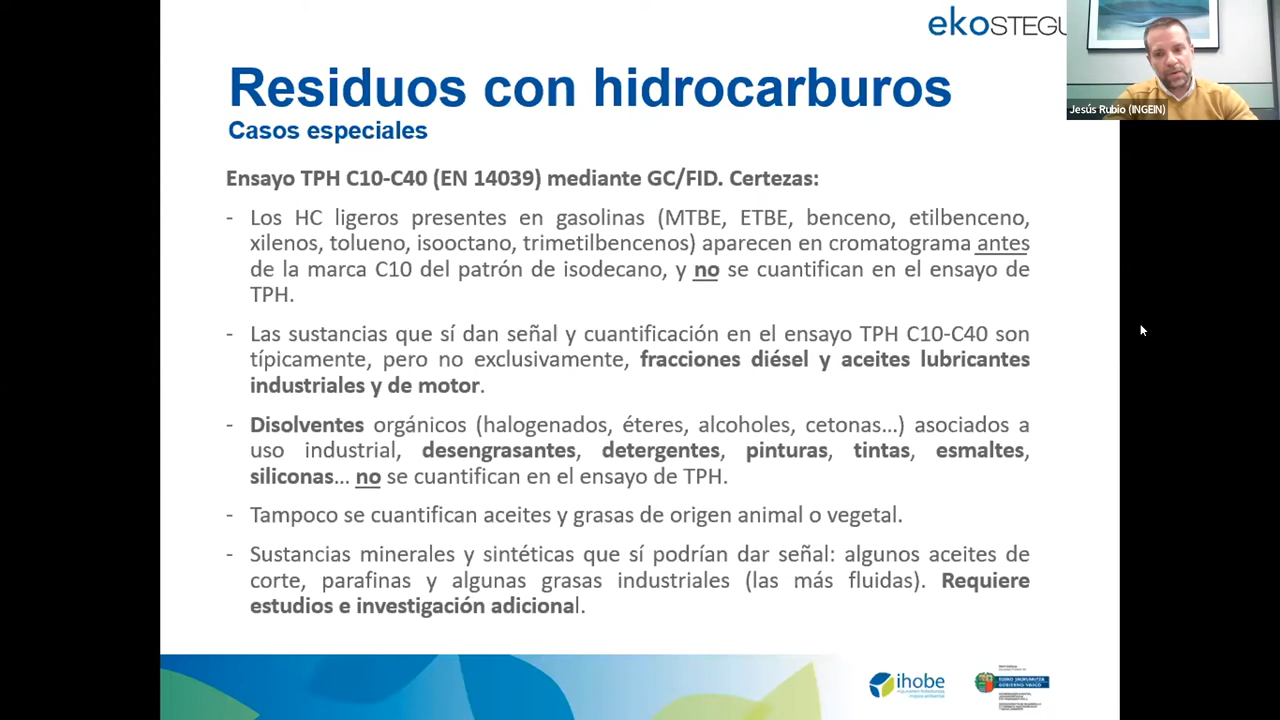 ekoSTEGU
Jesús Rubio (INGEIN)
Residuos con hidrocarburos
Casos especiales
Ensayo TPH C10-C40 (EN 14039) mediante GC/FID. Certezas:
- Los HC ligeros presentes en gasolinas (MTBE, ETBE, benceno, etilbenceno,
xilenos, tolueno, isooctano, trimetilbencenos) aparecen en cromatograma antes
de la marca C10 del patrón de isodecano, y no se cuantifican en el ensayo de
TPH.
- Las sustancias que sí dan señal y cuantificación en el ensayo TPH C10-C40 son
típicamente, pero no exclusivamente, fracciones diésel y aceites lubricantes
industriales y de motor.
- Disolventes orgánicos (halogenados, éteres, alcoholes, cetonas...) asociados a
uso industrial, desengrasantes, detergentes, pinturas, tintas, esmaltes,
siliconas... no se cuantifican en el ensayo de TPH.
- Tampoco se cuantifican aceites y grasas de origen animal o vegetal.
- Sustancias minerales y sintéticas que sí podrían dar señal: algunos aceites de
corte, parafinas y algunas grasas industriales (las más fluidas). Requiere
estudios e investigación adicional.
ihobe
EUSKO JAURLARITZA
GOBIERNO VASCO